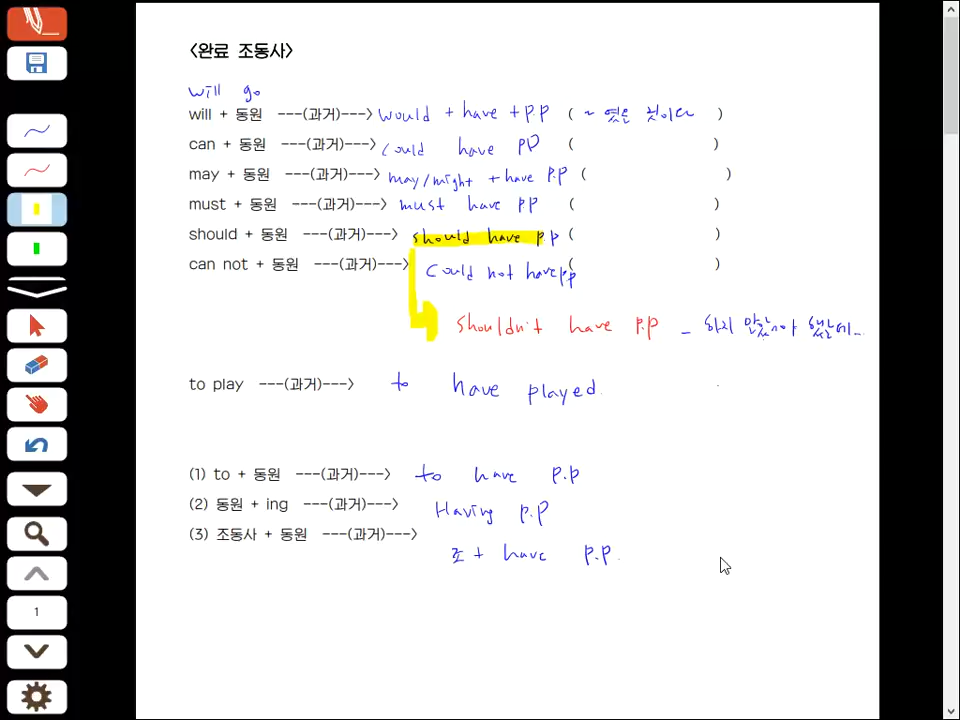 <완료 조동사>
will go
will + 동원 ---(과거)---> would + have + p.p ( ~ 였을 것이다 )
can + 동원 ---(과거)---> could have pp ( )
may + 동원 ---(과거)---> may/might + have p.p ( )
must + 동원 ---(과거)---> must have pp ( )
should + 동원 ---(과거)---> should have p.p ( )
can not + 동원 ---(과거)---> could not have pp ( )
shouldn't have p.p - 하지 말았어야 했는데..
to play ---(과거)---> to have played
(1) to + 동원 ---(과거)---> to have p.p
(2) 동원 + ing ---(과거)---> Having p.p
(3) 조동사 + 동원 ---(과거)---> 조 + have p.p.
1